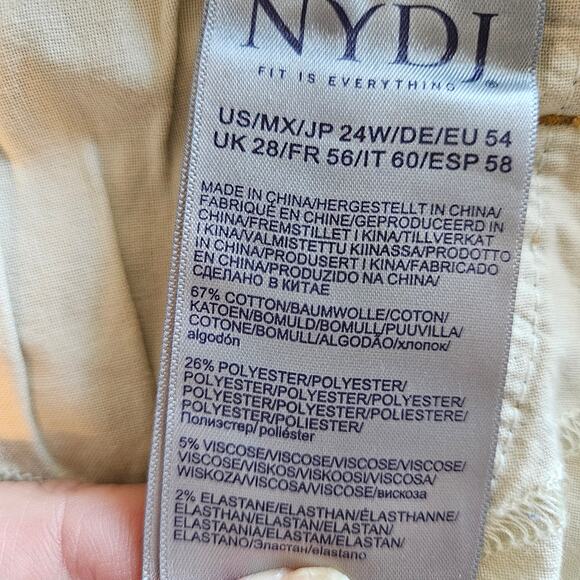 NYDJ®
FIT IS EVERYTHING
US/MX/JP 24W/DE/EU 54
UK 28/FR 56/IT 60/ESP 58
MADE IN CHINA/HERGESTELLT IN CHINA/
FABRIQUÉ EN CHINE/GEPRODUCEERD IN
CHINA/FREMSTILLET I KINA/TILLVERKAT
I KINA/VALMISTETTU KIINASSA/PRODOTTO
IN CHINA/PRODUSERT I KINA/FABRICADO
EN CHINA/PRODUZIDO NA CHINA/
СДЕЛАНО В КИТАЕ
67% COTTON/BAUMWOLLE/COTON/
KATOEN/BOMULD/BOMULL/PUUVILLA/
COTONE/BOMULL/ALGODÃO/хлопок/
algodón
26% POLYESTER/POLYESTER/
POLYESTER/POLYESTER/POLYESTER/
POLYESTER/POLYESTER/POLIESTERE/
POLYESTER/POLIESTER/
Полиэстер/ poliéster
5% VISCOSE/VISCOSE/VISCOSE/VISCOSE/
VISCOSE/VISKOS/VISKOOSI/VISCOSA/
WISKOZA/VISCOSA/VISCOSE/вискоза
2% ELASTANE/ELASTHAN/ÉLASTHANNE/
ELASTHAN/ELASTAN/ELASTAN/
ELASTAANIA/ELASTAM/ELASTAN/
ELASTANO/Эластан/elastano